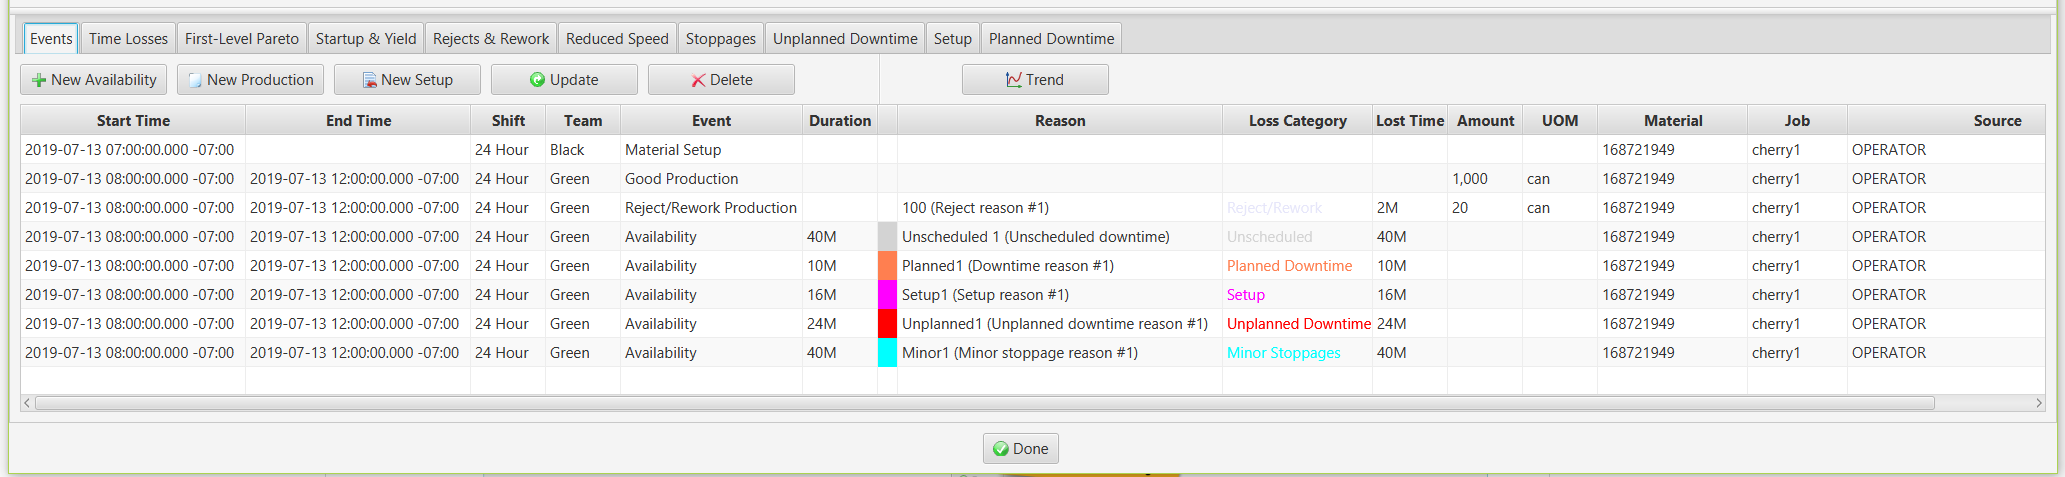 Events Time Losses First-Level Pareto Startup & Yield Rejects & Rework Reduced Speed Stoppages Unplanned Downtime Setup Planned Downtime
New Availability New Production New Setup Update Delete Trend
Start Time End Time Shift Team Event Duration Reason Loss Category Lost Time Amount UOM Material Job Source
2019-07-13 07:00:00.000 -07:00 24 Hour Black Material Setup 168721949 cherry1 OPERATOR
2019-07-13 08:00:00.000 -07:00 2019-07-13 12:00:00.000 -07:00 24 Hour Green Good Production 1,000 can 168721949 cherry1 OPERATOR
2019-07-13 08:00:00.000 -07:00 2019-07-13 12:00:00.000 -07:00 24 Hour Green Reject/Rework Production 100 (Reject reason #1) Reject/Rework 2M 20 can 168721949 cherry1 OPERATOR
2019-07-13 08:00:00.000 -07:00 2019-07-13 12:00:00.000 -07:00 24 Hour Green Availability 40M Unscheduled 1 (Unscheduled downtime) Unscheduled 40M 168721949 cherry1 OPERATOR
2019-07-13 08:00:00.000 -07:00 2019-07-13 12:00:00.000 -07:00 24 Hour Green Availability 10M Planned1 (Downtime reason #1) Planned Downtime 10M 168721949 cherry1 OPERATOR
2019-07-13 08:00:00.000 -07:00 2019-07-13 12:00:00.000 -07:00 24 Hour Green Availability 16M Setup1 (Setup reason #1) Setup 16M 168721949 cherry1 OPERATOR
2019-07-13 08:00:00.000 -07:00 2019-07-13 12:00:00.000 -07:00 24 Hour Green Availability 24M Unplanned1 (Unplanned downtime reason #1) Unplanned Downtime 24M 168721949 cherry1 OPERATOR
2019-07-13 08:00:00.000 -07:00 2019-07-13 12:00:00.000 -07:00 24 Hour Green Availability 40M Minor1 (Minor stoppage reason #1) Minor Stoppages 40M 168721949 cherry1 OPERATOR
Done